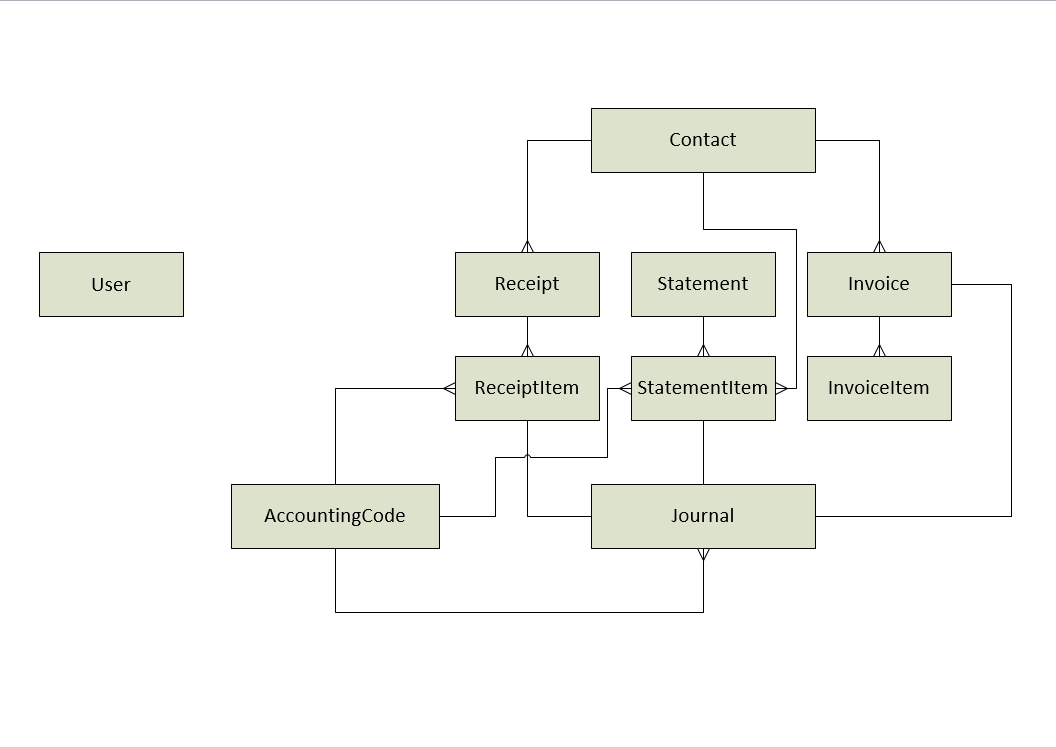 Contact
User
Receipt
Statement
Invoice
ReceiptItem
StatementItem
InvoiceItem
AccountingCode
Journal